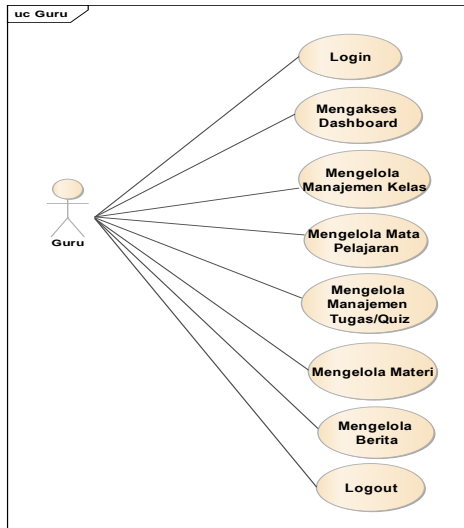 uc Guru
Login
Mengakses
Dashboard
Mengelola
Manajemen Kelas
Guru
Mengelola Mata
Pelajaran
Mengelola
Manajemen
Tugas/Quiz
Mengelola Materi
Mengelola
Berita
Logout